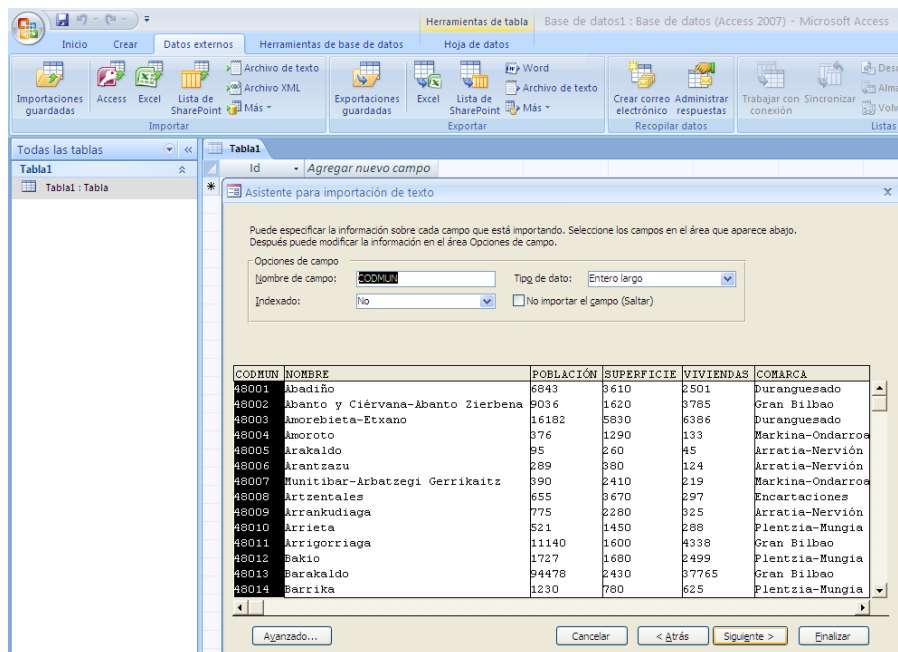 Herramientas de tabla Base de datos1 : Base de datos (Access 2007) - Microsoft Access
Inicio Crear Datos externos Herramientas de base de datos Hoja de datos
Importaciones guardadas
Access
Excel
Lista de SharePoint
Archivo de texto
Archivo XML
Más
Importar
Exportaciones guardadas
Excel
Lista de SharePoint
Word
Archivo de texto
Más
Exportar
Crear correo electrónico
Administrar respuestas
Recopilar datos
Trabajar con conexión
Sincronizar
Listas
Todas las tablas
Tabla1
Tabla1 : Tabla
Tabla1
Id Agregar nuevo campo
Asistente para importación de texto
Puede especificar la información sobre cada campo que está importando. Seleccione los campos en el área que aparece abajo.
Después puede modificar la información en el área Opciones de campo.
Opciones de campo
Nombre de campo: CODMUN Tipo de dato: Entero largo
Indexado: No No importar el campo (Saltar)
CODMUN NOMBRE POBLACIÓN SUPERFICIE VIVIENDAS COMARCA
48001 Abadiño 6843 3610 2501 Duranguesado
48002 Abanto y Ciérvana-Abanto Zierbena 9036 1620 3785 Gran Bilbao
48003 Amorebieta-Etxano 16182 5830 6386 Duranguesado
48004 Amoroto 376 1290 133 Markina-Ondarroa
48005 Arakaldo 95 260 45 Arratia-Nervión
48006 Arantzazu 289 380 124 Arratia-Nervión
48007 Munitibar-Arbatzegi Gerrikaitz 390 2410 219 Markina-Ondarroa
48008 Artzentales 655 3670 297 Encartaciones
48009 Arrankudiaga 775 2280 325 Arratia-Nervión
48010 Arrieta 521 1450 288 Plentzia-Mungia
48011 Arrigorriaga 11140 1600 4338 Gran Bilbao
48012 Bakio 1727 1680 2499 Plentzia-Mungia
48013 Barakaldo 94478 2430 37765 Gran Bilbao
48014 Barrika 1230 780 625 Plentzia-Mungia
Avanzado... Cancelar < Atrás Siguiente > Finalizar